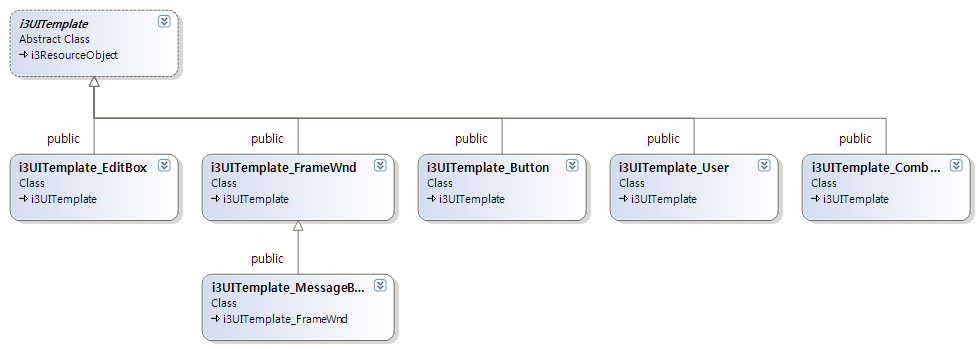 i3UITemplate
Abstract Class
i3ResourceObject
public
public
public
public
public
i3UITemplate_EditBox
Class
i3UITemplate
i3UITemplate_FrameWnd
Class
i3UITemplate
i3UITemplate_Button
Class
i3UITemplate
i3UITemplate_User
Class
i3UITemplate
i3UITemplate_Comb...
Class
i3UITemplate
public
i3UITemplate_MessageB...
Class
i3UITemplate_FrameWnd